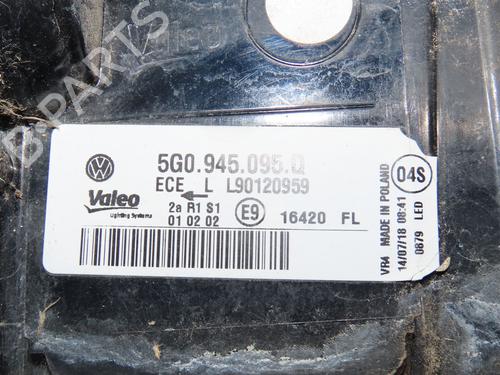 5G0.945.095.Q
ECE L L90120959
Valeo
Lighting Systems
2a R1 S1
01 02 02
E9
16420 FL
04S
VR4 MADE IN POLAND
14/07/18 08:41
0879 LED
B-PARTS